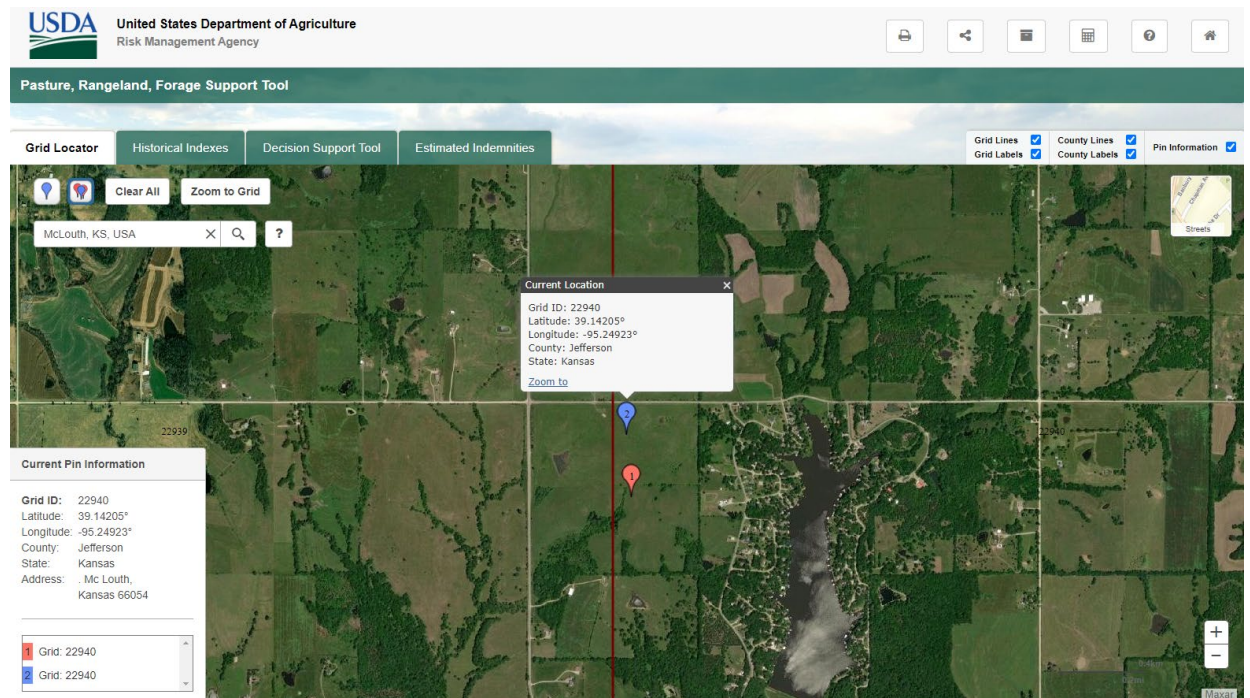 USDA
United States Department of Agriculture
Risk Management Agency
Pasture, Rangeland, Forage Support Tool
Grid Locator
Historical Indexes
Decision Support Tool
Estimated Indemnities
Grid Lines
County Lines
Pin Information
Grid Labels
County Labels
Clear All
Zoom to Grid
McLouth, KS, USA
?
Streets
Current Location
Grid ID: 22940
Latitude: 39.14205°
Longitude: -95.24923°
County: Jefferson
State: Kansas
Zoom to
2
1
22939
22940
Current Pin Information
Grid ID: 22940
Latitude: 39.14205°
Longitude: -95.24923°
County: Jefferson
State: Kansas
Address: . Mc Louth,
Kansas 66054
1 Grid: 22940
2 Grid: 22940
+
−
Maxar